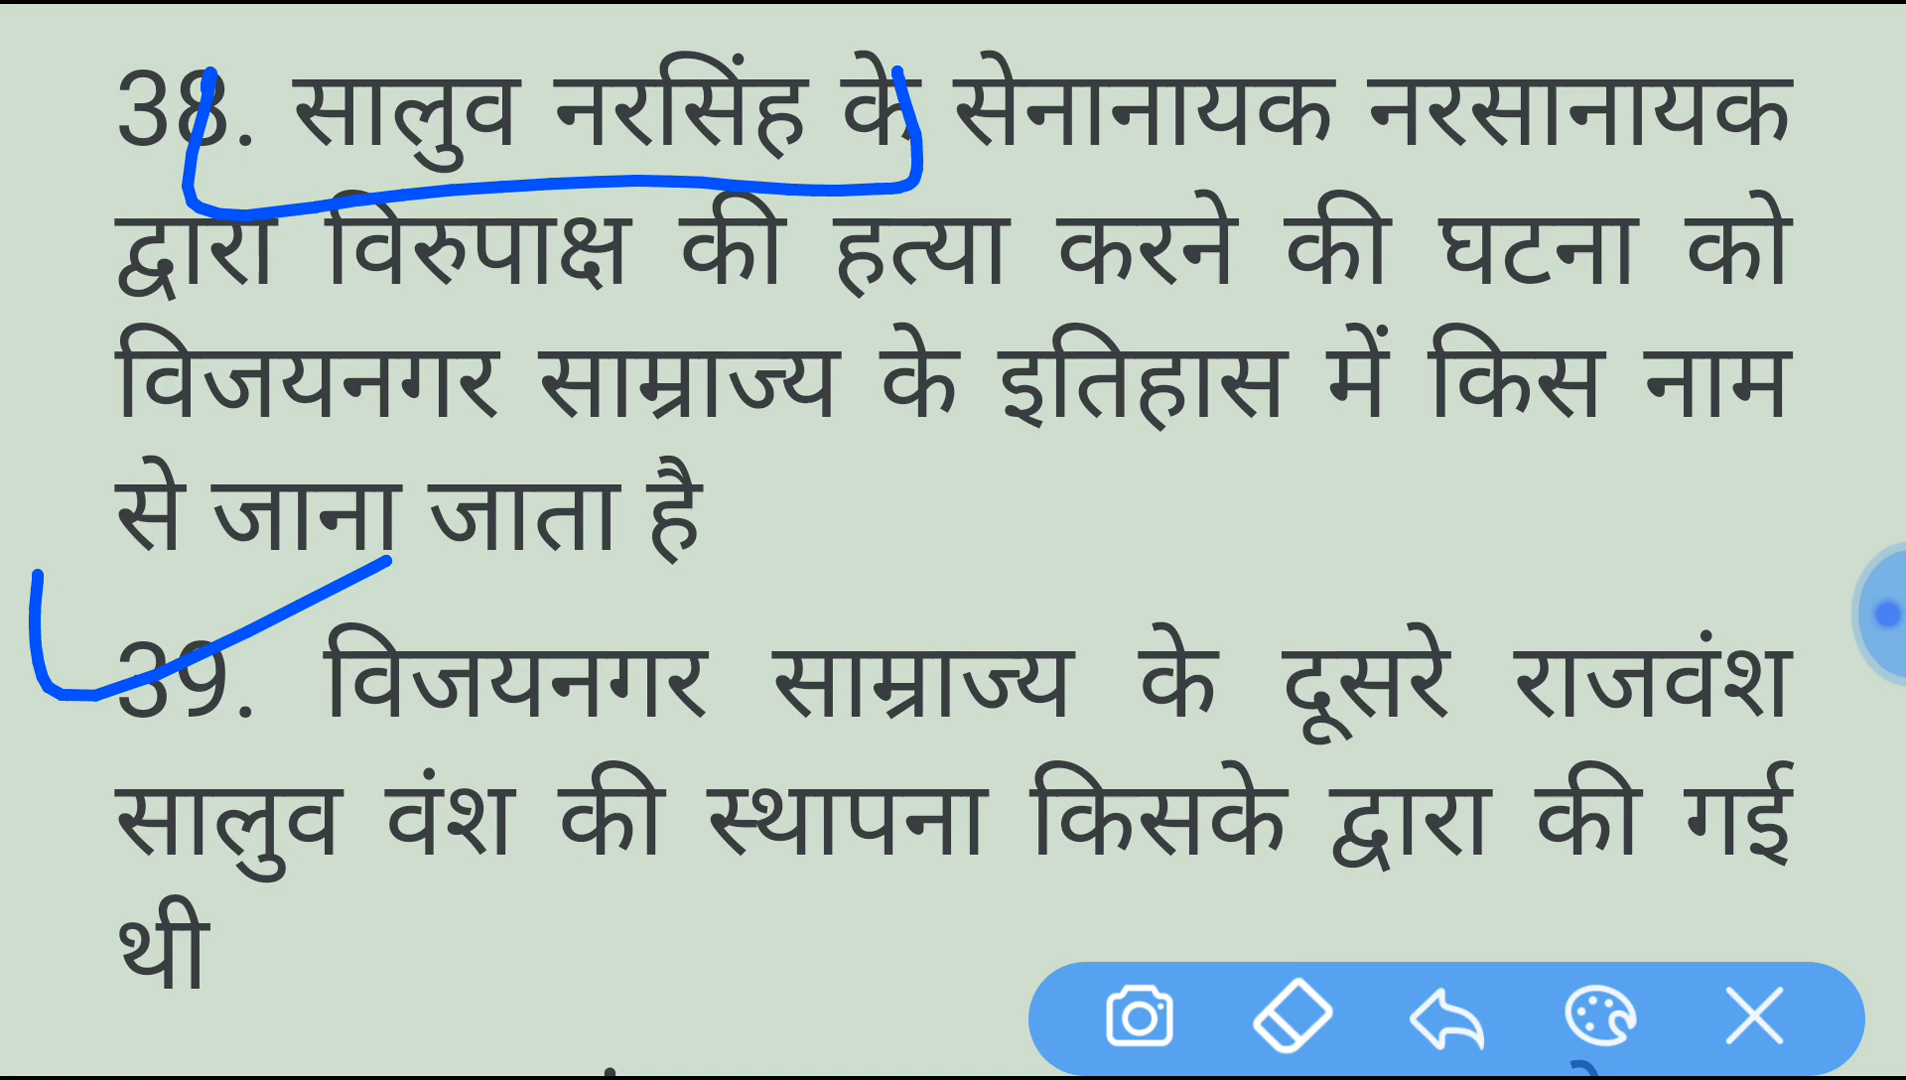 38. सालुव नरसिंह के सेनानायक नरसानायक
द्वारा विरुपाक्ष की हत्या करने की घटना को
विजयनगर साम्राज्य के इतिहास में किस नाम
से जाना जाता है
39. विजयनगर साम्राज्य के दूसरे राजवंश
सालुव वंश की स्थापना किसके द्वारा की गई
थी